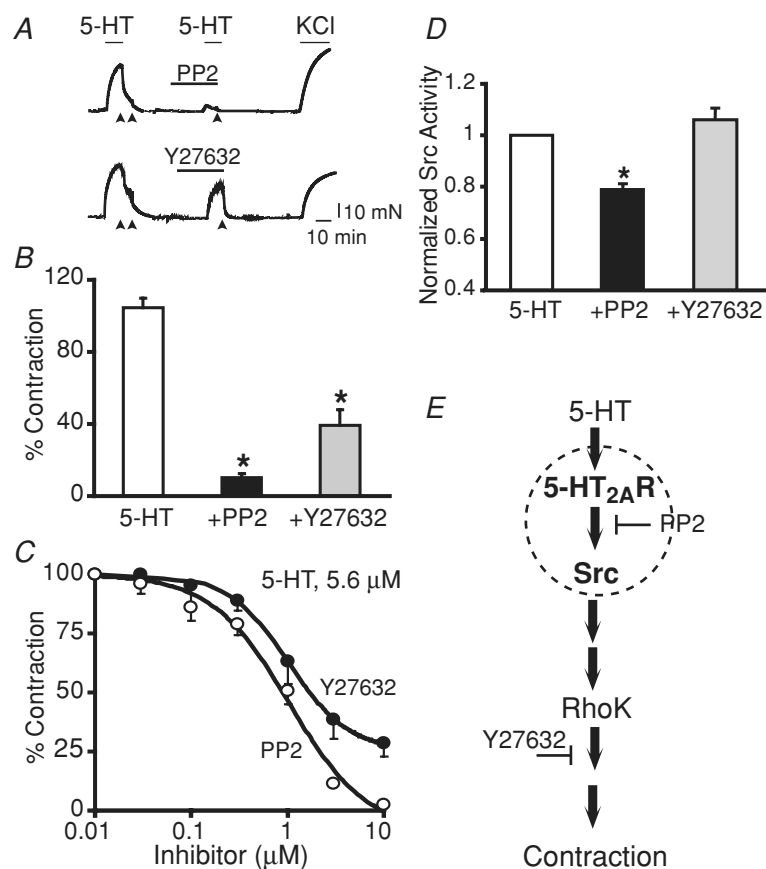 A
5-HT 5-HT KCl
PP2
Y27632
10 mN
10 min
B
% Contraction
120
80
40
0
5-HT +PP2 +Y27632
* *
C
% Contraction
100
75
50
25
0
5-HT, 5.6 μM
Y27632
PP2
0.01 0.1 1 10
Inhibitor (μM)
D
Normalized Src Activity
1.2
1
0.8
0.6
0.4
*
5-HT +PP2 +Y27632
E
5-HT
5-HT2AR
PP2
Src
RhoK
Y27632
Contraction